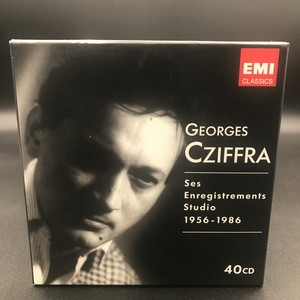 EMI
CLASSICS
GEORGES
CZIFFRA
Ses
Enregistrements
Studio
1956-1986
40CD